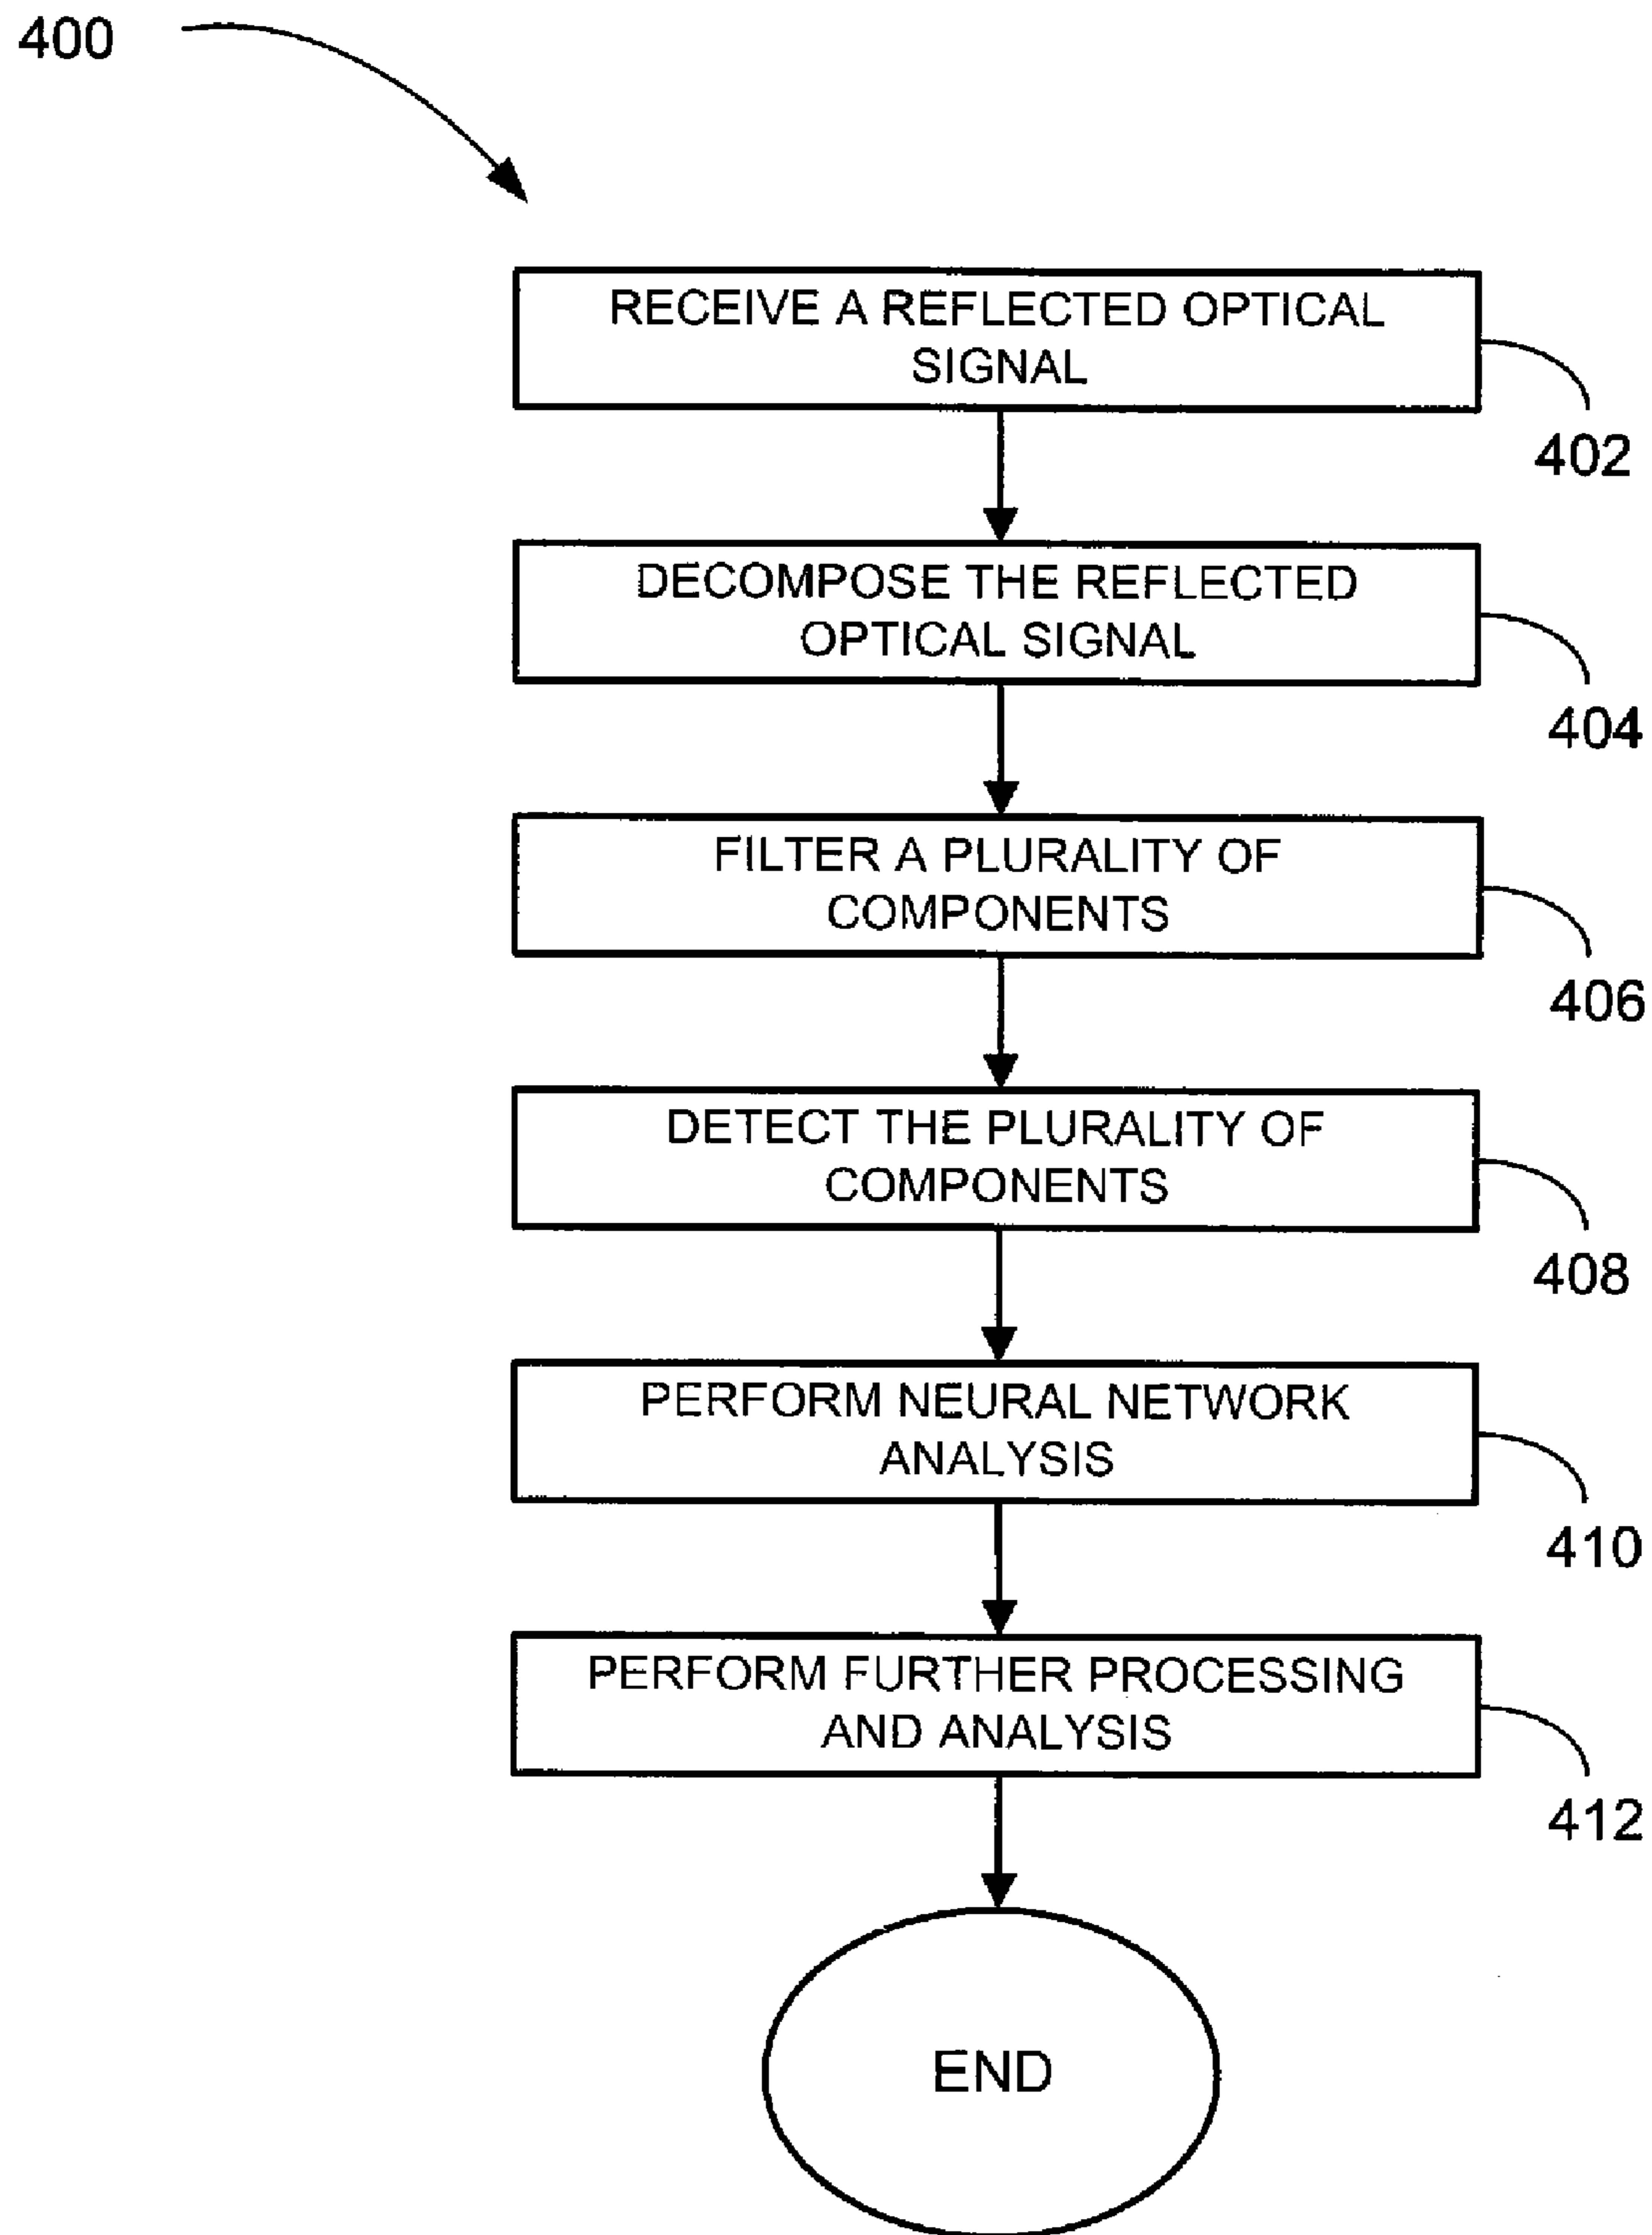 400
RECEIVE A REFLECTED OPTICAL
SIGNAL
402
DECOMPOSE THE REFLECTED
OPTICAL SIGNAL
404
FILTER A PLURALITY OF
COMPONENTS
406
DETECT THE PLURALITY OF
COMPONENTS
408
PERFORM NEURAL NETWORK
ANALYSIS
410
PERFORM FURTHER PROCESSING
AND ANALYSIS
412
END